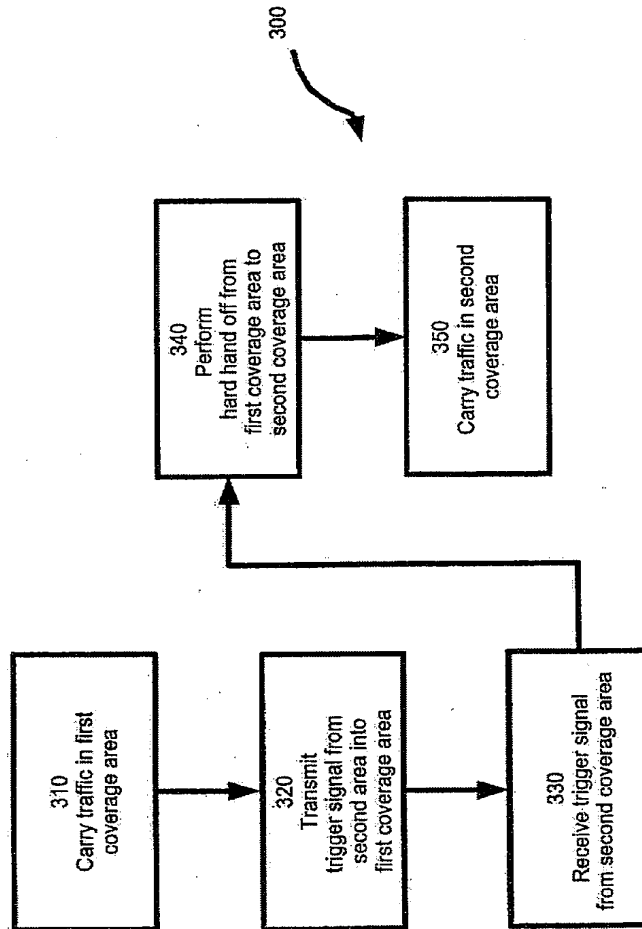 310
Carry traffic in first
coverage area
320
Transmit
trigger signal from
second area into
first coverage area
330
Receive trigger signal
from second coverage area
340
Perform
hard hand off from
first coverage area to
second coverage area
350
Carry traffic in second
coverage area
300